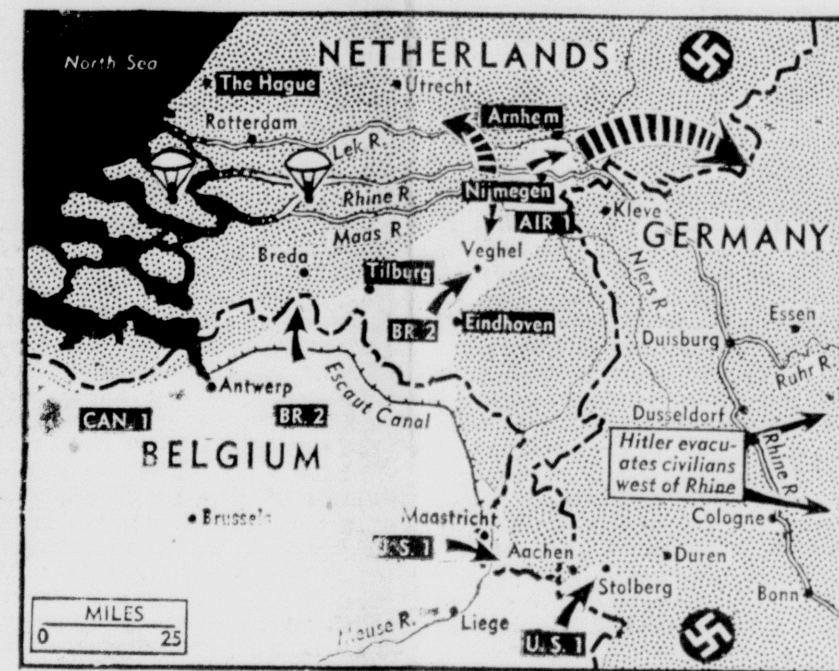 North Sea
NETHERLANDS
The Hague
Utrecht
Rotterdam
Arnhem
Lek R.
Rhine R.
Nijmegen
Kleve
Maas R.
AIR 1
GERMANY
Breda
Veghel
Niers R.
Tilburg
BR. 2
Eindhoven
Essen
Duisburg
Ruhr R.
Antwerp
Escaut Canal
CAN. 1
BR. 2
Dusseldorf
BELGIUM
Hitler evacu-
ates civilians
west of Rhine
Rhine R.
Brussels
Maastricht
Cologne
U.S. 1
Aachen
Duren
Stolberg
Bonn
MILES
0 25
Meuse R.
Liege
U.S. 1